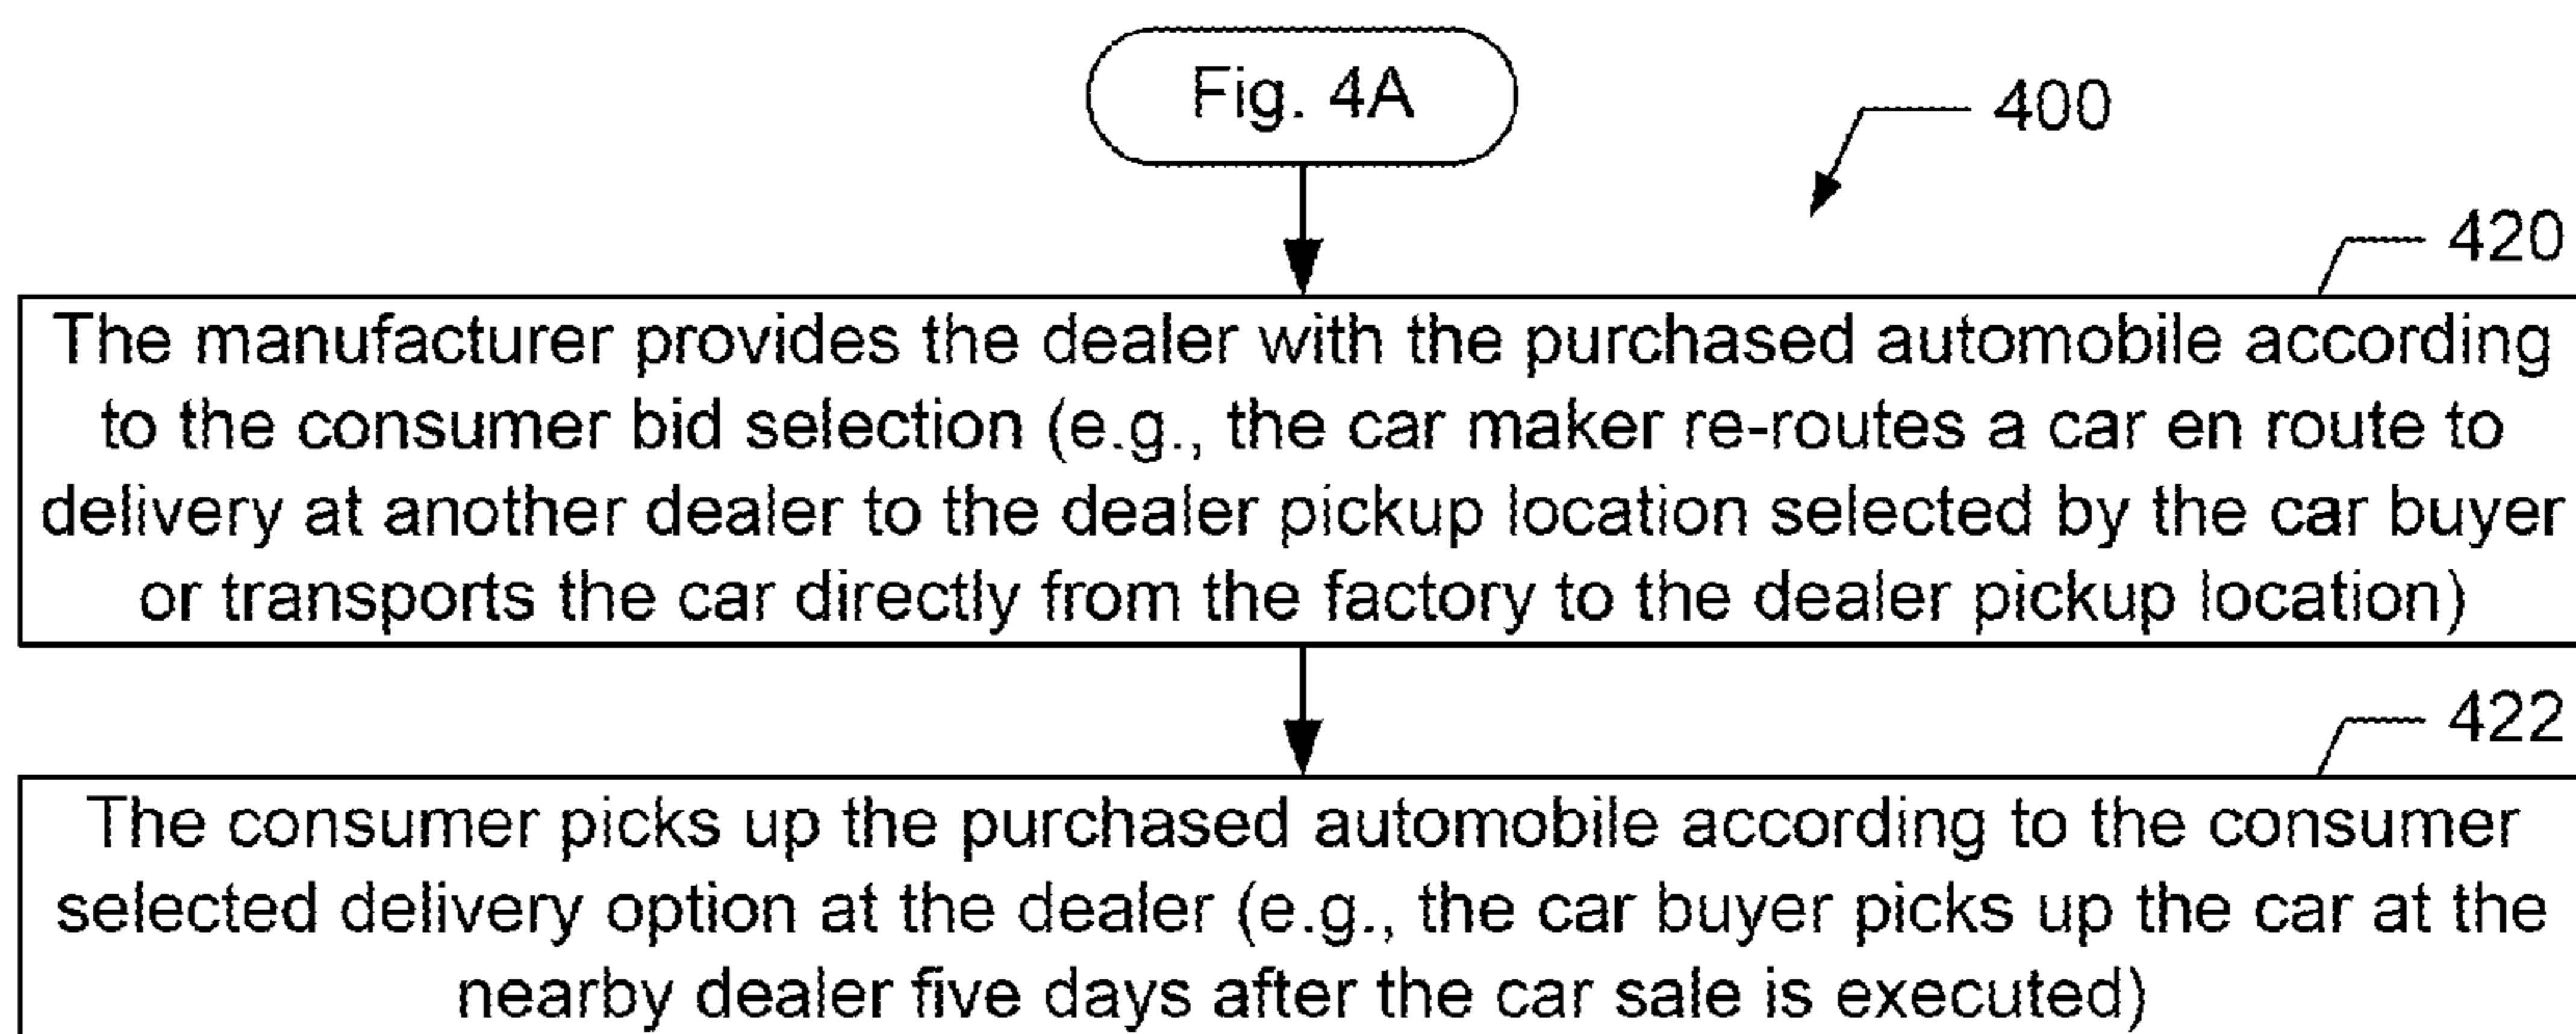 Fig. 4A
400
420
The manufacturer provides the dealer with the purchased automobile according
to the consumer bid selection (e.g., the car maker re-routes a car en route to
delivery at another dealer to the dealer pickup location selected by the car buyer
or transports the car directly from the factory to the dealer pickup location)
422
The consumer picks up the purchased automobile according to the consumer
selected delivery option at the dealer (e.g., the car buyer picks up the car at the
nearby dealer five days after the car sale is executed)